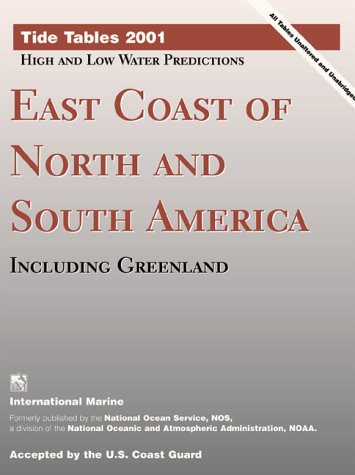 Tide Tables 2001
All Tables Unaltered and Unabridged
High and Low Water Predictions
East Coast of
North and
South America
Including Greenland
International Marine
Formerly published by the National Ocean Service, NOS,
a division of the National Oceanic and Atmospheric Administration, NOAA.
Accepted by the U.S. Coast Guard